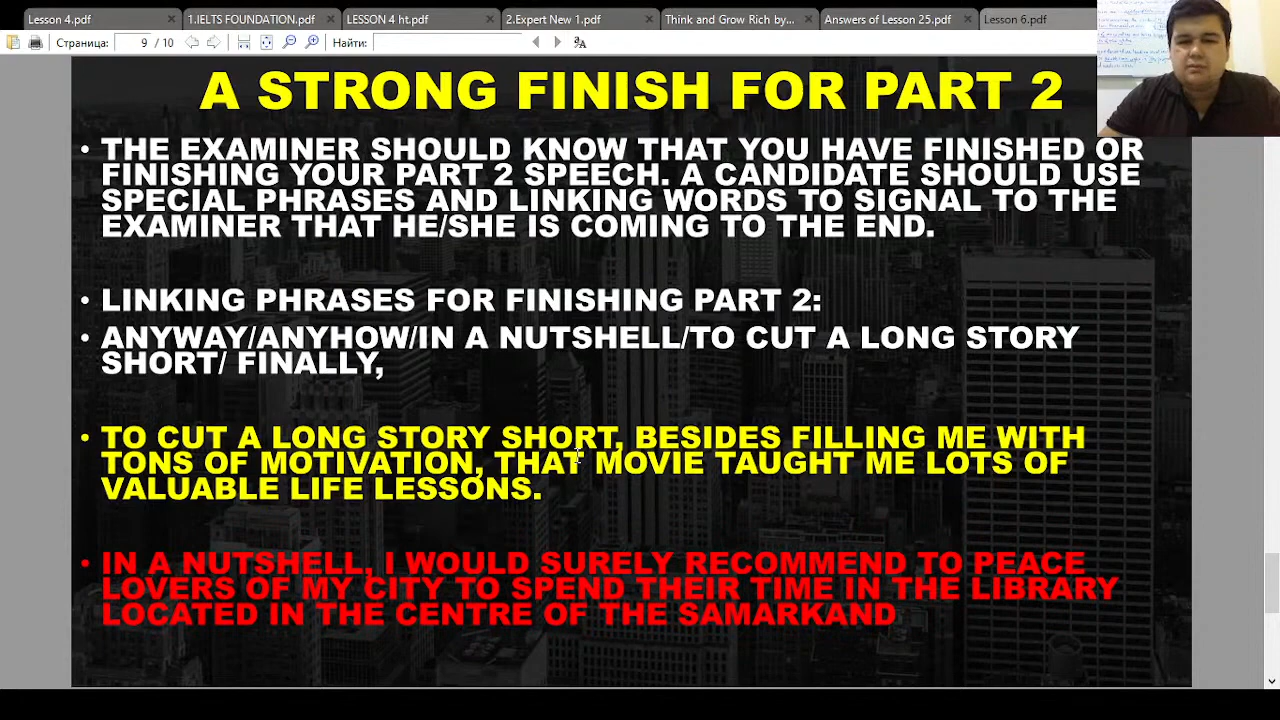 Lesson 4.pdf
1.IELTS FOUNDATION.pdf
LESSON 4 ht.pdf
2.Expert New 1.pdf
Think and Grow Rich by...
Answers of Lesson 25.pdf
Lesson 6.pdf
Страница: 9 / 10
Найти:
A STRONG FINISH FOR PART 2
• THE EXAMINER SHOULD KNOW THAT YOU HAVE FINISHED OR
FINISHING YOUR PART 2 SPEECH. A CANDIDATE SHOULD USE
SPECIAL PHRASES AND LINKING WORDS TO SIGNAL TO THE
EXAMINER THAT HE/SHE IS COMING TO THE END.
• LINKING PHRASES FOR FINISHING PART 2:
• ANYWAY/ANYHOW/IN A NUTSHELL/TO CUT A LONG STORY
SHORT/ FINALLY,
• TO CUT A LONG STORY SHORT, BESIDES FILLING ME WITH
TONS OF MOTIVATION, THAT MOVIE TAUGHT ME LOTS OF
VALUABLE LIFE LESSONS.
• IN A NUTSHELL, I WOULD SURELY RECOMMEND TO PEACE
LOVERS OF MY CITY TO SPEND THEIR TIME IN THE LIBRARY
LOCATED IN THE CENTRE OF THE SAMARKAND